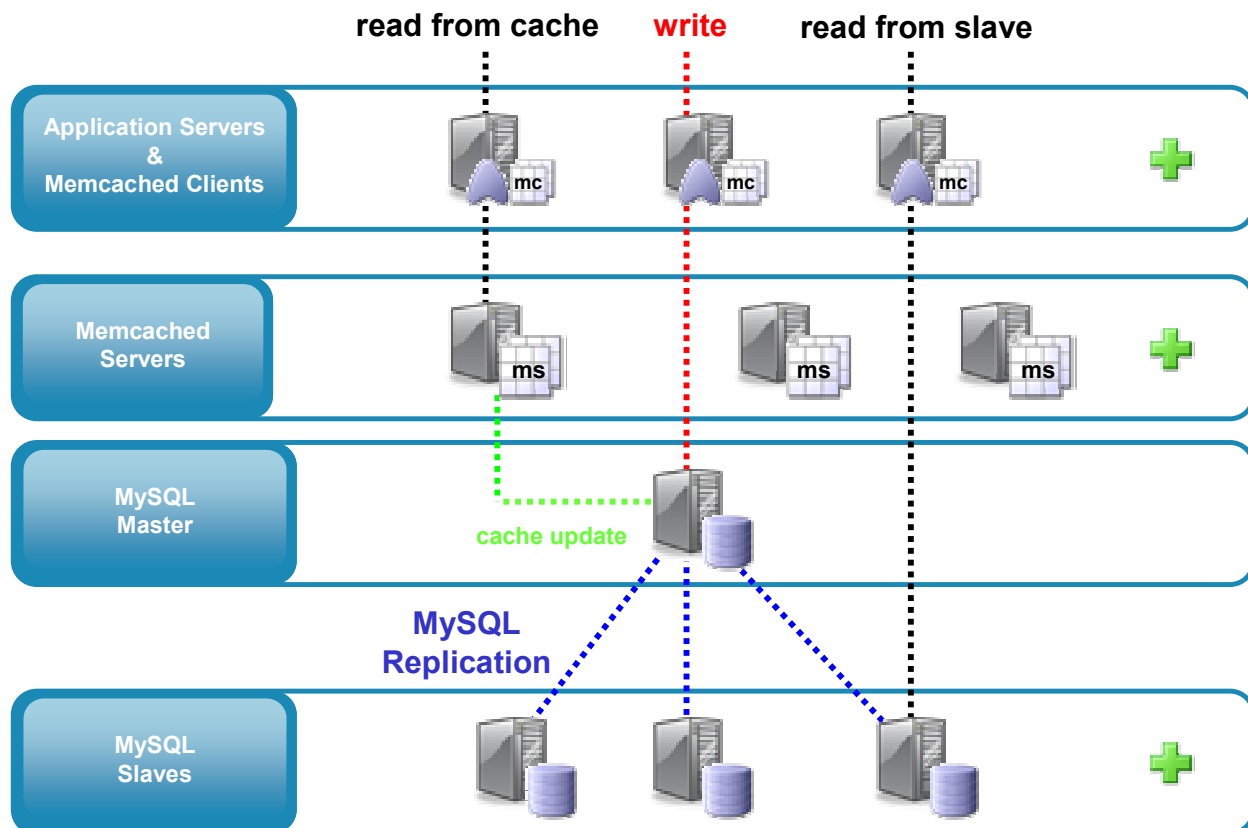 read from cache
write
read from slave
Application Servers
&
Memcached Clients
mc
mc
mc
Memcached
Servers
ms
ms
ms
MySQL
Master
cache update
MySQL
Replication
MySQL
Slaves